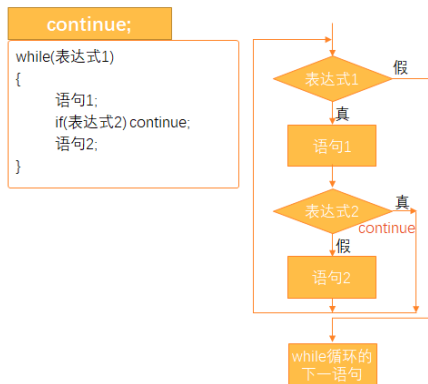 continue;
while(表达式1)
{
语句1;
if(表达式2) continue;
语句2;
}
表达式1
假
真
语句1
表达式2
真
continue
假
语句2
while循环的
下一语句